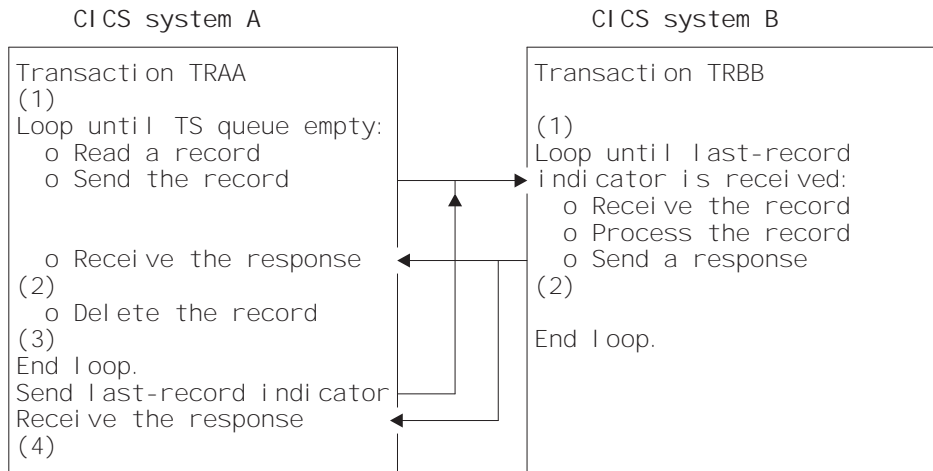 CICS system A
CICS system B
Transaction TRAA
(1)
Loop until TS queue empty:
o Read a record
o Send the record
o Receive the response
(2)
o Delete the record
(3)
End loop.
Send last-record indicator
Receive the response
(4)
Transaction TRBB
(1)
Loop until last-record
indicator is received:
o Receive the record
o Process the record
o Send a response
(2)
End loop.